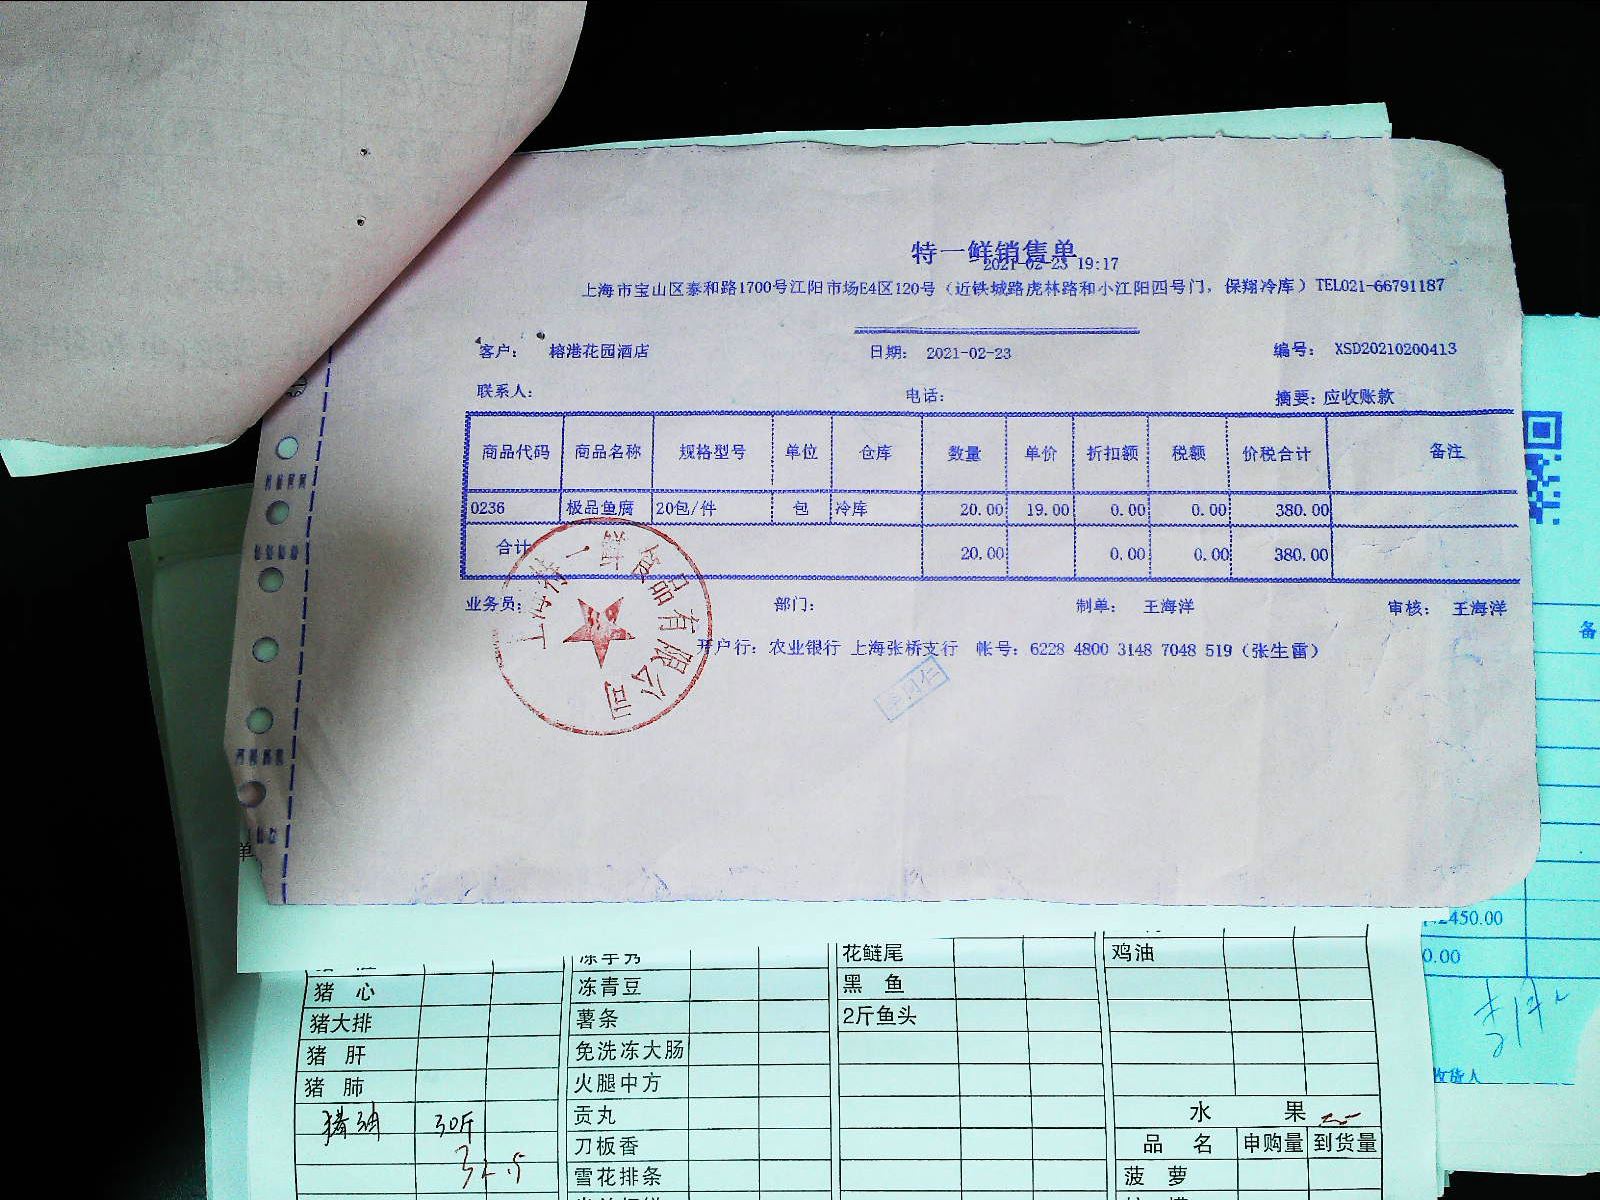 特一鲜销售单
2021-02-23 19:17
上海市宝山区泰和路1700号江阳市场E4区120号（近铁城路虎林路和小江阳四号门，保翔冷库）TEL021-66791187
客户： 榕港花园酒店 日期： 2021-02-23 编号： XSD20210200413
联系人： 电话： 摘要：应收账款
商品代码 商品名称 规格型号 单位 仓库 数量 单价 折扣额 税额 价税合计 备注
0236 极品鱼腐 20包/件 包 冷库 20.00 19.00 0.00 0.00 380.00
合计 20.00 0.00 0.00 380.00
业务员： 部门： 制单： 王海洋 审核： 王海洋
开户行：农业银行 上海张桥支行 帐号：6228 4800 3148 7048 519（张生雷）
食品有限公司
备
单
2450.00
0.00
收货人
花鲢尾 鸡油
猪 心 冻青豆 黑 鱼
猪大排 薯条 2斤鱼头
猪 肝 免洗冻大肠
猪 肺 火腿中方
猪油 30斤 贡丸 水 果
刀板香 品 名 申购量 到货量
32.5 雪花排条 菠 萝